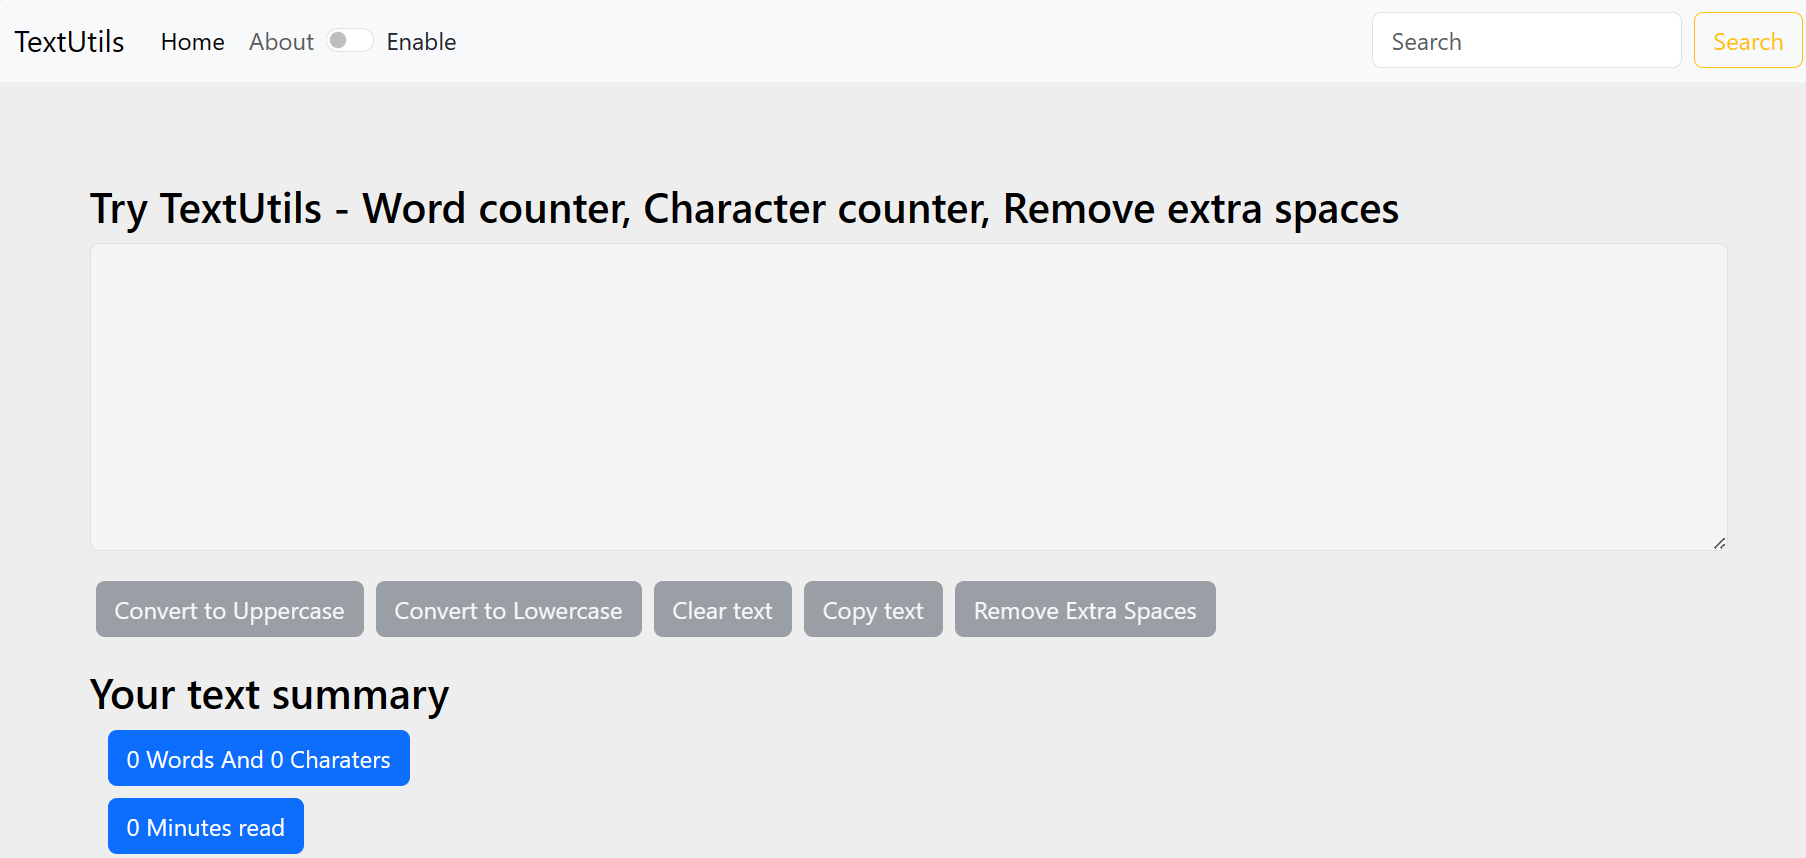 TextUtils Home About Enable Search Search
Try TextUtils - Word counter, Character counter, Remove extra spaces
Convert to Uppercase Convert to Lowercase Clear text Copy text Remove Extra Spaces
Your text summary
0 Words And 0 Charaters
0 Minutes read